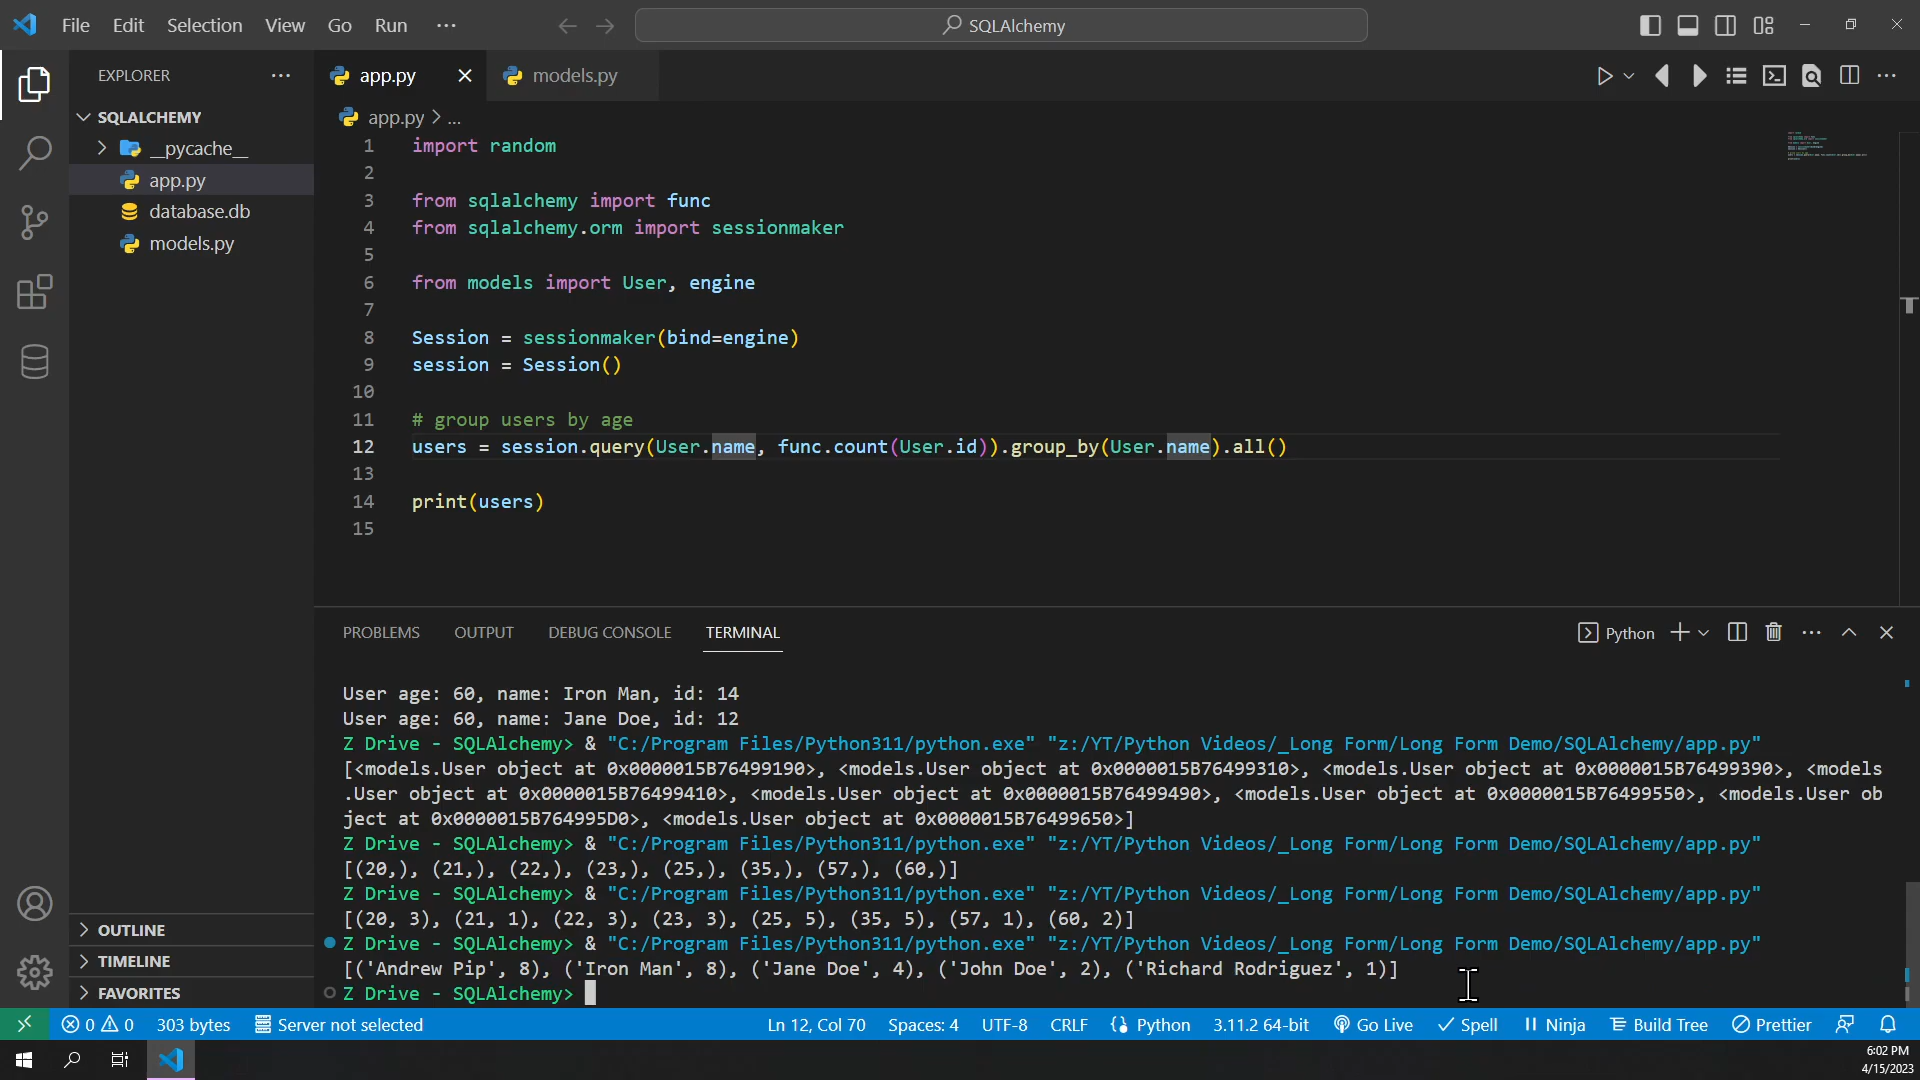 File Edit Selection View Go Run ··· SQLAlchemy
EXPLORER ··· app.py models.py
SQLALCHEMY
app.py > ...
__pycache__
app.py
database.db
models.py
1 import random
2
3 from sqlalchemy import func
4 from sqlalchemy.orm import sessionmaker
5
6 from models import User, engine
7
8 Session = sessionmaker(bind=engine)
9 session = Session()
10
11 # group users by age
12 users = session.query(User.name, func.count(User.id)).group_by(User.name).all()
13
14 print(users)
15
PROBLEMS OUTPUT DEBUG CONSOLE TERMINAL Python
User age: 60, name: Iron Man, id: 14
User age: 60, name: Jane Doe, id: 12
Z Drive - SQLAlchemy> & "C:/Program Files/Python311/python.exe" "z:/YT/Python Videos/_Long Form/Long Form Demo/SQLAlchemy/app.py"
[<models.User object at 0x0000015B76499190>, <models.User object at 0x0000015B76499310>, <models.User object at 0x0000015B76499390>, <models
.User object at 0x0000015B76499410>, <models.User object at 0x0000015B76499490>, <models.User object at 0x0000015B76499550>, <models.User ob
ject at 0x0000015B764995D0>, <models.User object at 0x0000015B76499650>]
Z Drive - SQLAlchemy> & "C:/Program Files/Python311/python.exe" "z:/YT/Python Videos/_Long Form/Long Form Demo/SQLAlchemy/app.py"
[(20,), (21,), (22,), (23,), (25,), (35,), (57,), (60,)]
Z Drive - SQLAlchemy> & "C:/Program Files/Python311/python.exe" "z:/YT/Python Videos/_Long Form/Long Form Demo/SQLAlchemy/app.py"
[(20, 3), (21, 1), (22, 3), (23, 3), (25, 5), (35, 5), (57, 1), (60, 2)]
Z Drive - SQLAlchemy> & "C:/Program Files/Python311/python.exe" "z:/YT/Python Videos/_Long Form/Long Form Demo/SQLAlchemy/app.py"
[('Andrew Pip', 8), ('Iron Man', 8), ('Jane Doe', 4), ('John Doe', 2), ('Richard Rodriguez', 1)]
Z Drive - SQLAlchemy>
OUTLINE
TIMELINE
FAVORITES
0 0 303 bytes Server not selected Ln 12, Col 70 Spaces: 4 UTF-8 CRLF Python 3.11.2 64-bit Go Live Spell Ninja Build Tree Prettier
6:02 PM
4/15/2023